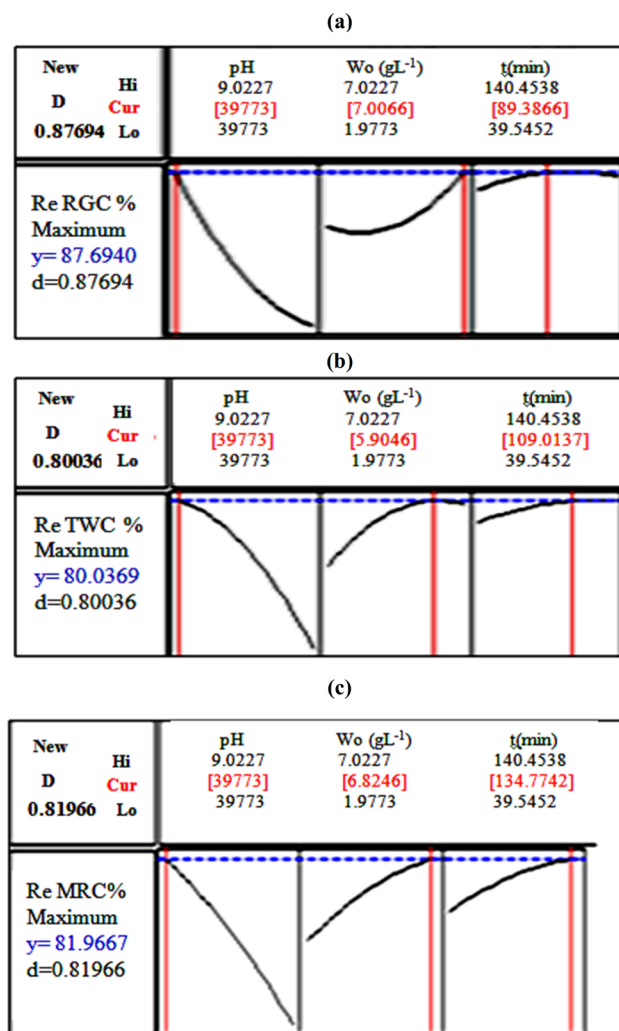 (a)
New pH Wo (gL⁻¹) t(min)
Hi 9.0227 7.0227 140.4538
D Cur [39773] [7.0066] [89.3866]
0.87694 Lo 39773 1.9773 39.5452
Re RGC %
Maximum
y= 87.6940
d=0.87694
(b)
New pH Wo (gL⁻¹) t(min)
Hi 9.0227 7.0227 140.4538
D Cur [39773] [5.9046] [109.0137]
0.80036 Lo 39773 1.9773 39.5452
Re TWC %
Maximum
y= 80.0369
d=0.80036
(c)
New pH Wo (gL⁻¹) t(min)
Hi 9.0227 7.0227 140.4538
D Cur [39773] [6.8246] [134.7742]
0.81966 Lo 39773 1.9773 39.5452
Re MRC%
Maximum
y= 81.9667
d=0.81966